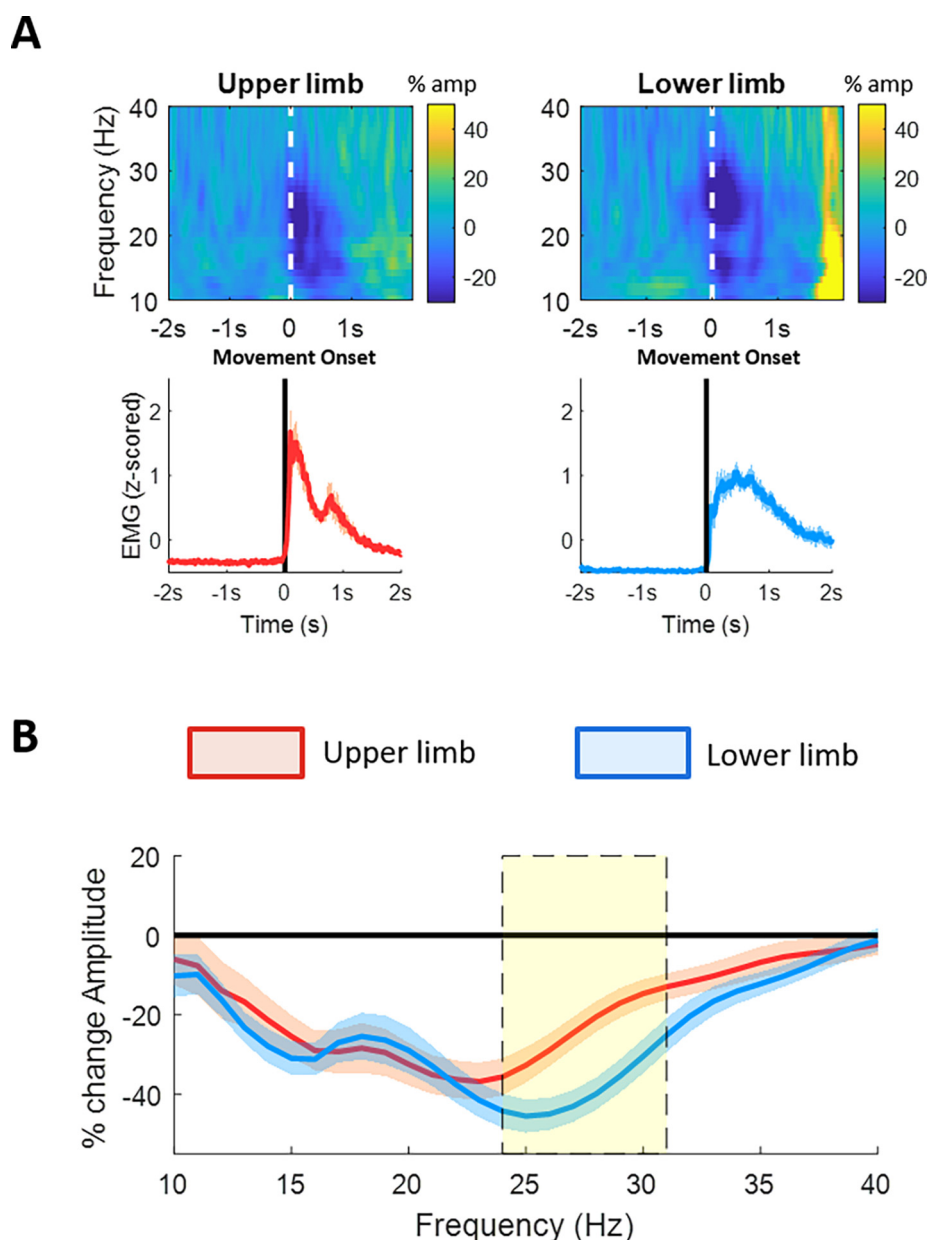 A
Upper limb % amp Lower limb % amp
Frequency (Hz)
40
30
20
10
40
20
0
-20
40
30
20
10
40
20
0
-20
-2s -1s 0 1s -2s -1s 0 1s
Movement Onset Movement Onset
EMG (z-scored)
2
1
0
2
1
0
-2s -1s 0 1s 2s -2s -1s 0 1s 2s
Time (s) Time (s)
B
Upper limb Lower limb
% change Amplitude
20
0
-20
-40
10 15 20 25 30 35 40
Frequency (Hz)